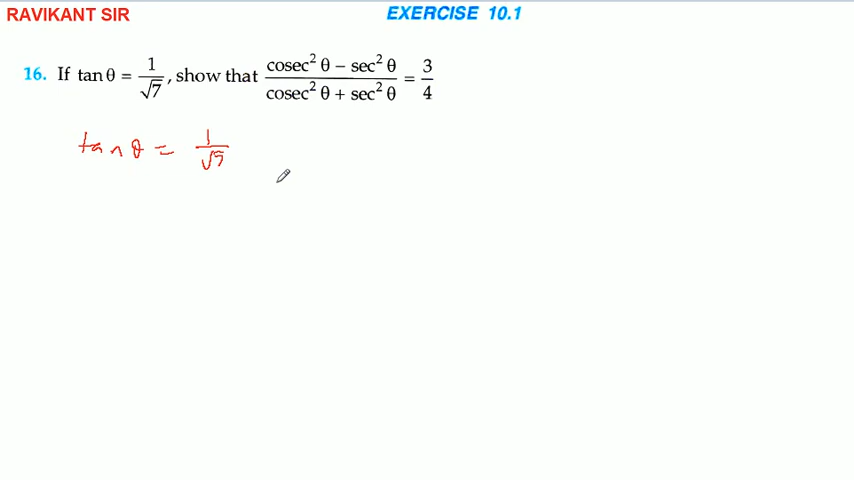 RAVIKANT SIR
EXERCISE 10.1
16. If tan θ = 1/√7, show that (cosec² θ − sec² θ)/(cosec² θ + sec² θ) = 3/4
tan θ = 1/√5